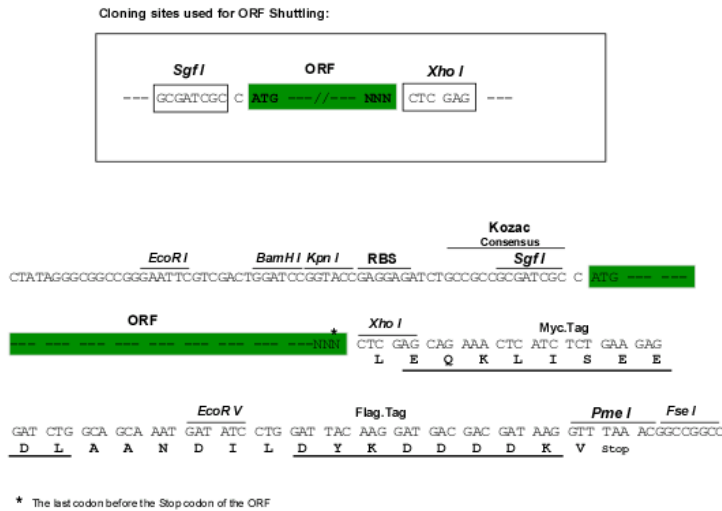 Cloning sites used for ORF Shuttling:
Sgf I ORF Xho I
--- GCGATCGC C ATG ---//--- NNN CTC GAG ---
Kozac
Consensus
EcoR I BamH I Kpn I RBS Sgf I
CTATAGGGCGGCCGGGAATTCGTCGACTGGATCCGGTACCGAGGAGATCTGCCGCCGCGATCGC C ATG --- ---
ORF * Xho I Myc.Tag
--- --- --- --- --- --- --- --- --- --- ---NNN CTC GAG CAG AAA CTC ATC TCT GAA GAG
L E Q K L I S E E
EcoR V Flag.Tag Pme I Fse I
GAT CTG GCA GCA AAT GAT ATC CTG GAT TAC AAG GAT GAC GAC GAT AAG GTT TAA ACGGCCGGCC
D L A A N D I L D Y K D D D D K V Stop
* The last codon before the Stop codon of the ORF